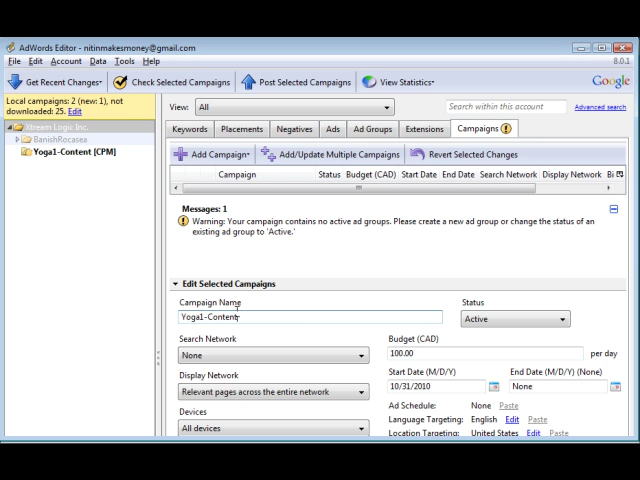 AdWords Editor - nitinmakesmoney@gmail.com
File Edit Account Data Tools Help 8.0.1
Get Recent Changes Check Selected Campaigns Post Selected Campaigns View Statistics Google
Local campaigns: 2 (new: 1), not
downloaded: 25. Edit
Xtream Logic Inc.
BanishRocasea
Yoga1-Content [CPM]
View: All Search within this account Advanced search
Keywords Placements Negatives Ads Ad Groups Extensions Campaigns
Add Campaign Add/Update Multiple Campaigns Revert Selected Changes
Campaign Status Budget (CAD) Start Date End Date Search Network Display Network Bi
Messages: 1
Warning: Your campaign contains no active ad groups. Please create a new ad group or change the status of an
existing ad group to 'Active.'
Edit Selected Campaigns
Campaign Name Status
Yoga1-Content Active
Search Network Budget (CAD)
None 100.00 per day
Display Network Start Date (M/D/Y) End Date (M/D/Y) (None)
Relevant pages across the entire network 10/31/2010 None
Devices Ad Schedule: None Paste
All devices Language Targeting: English Edit Paste
Location Targeting: United States Edit Paste